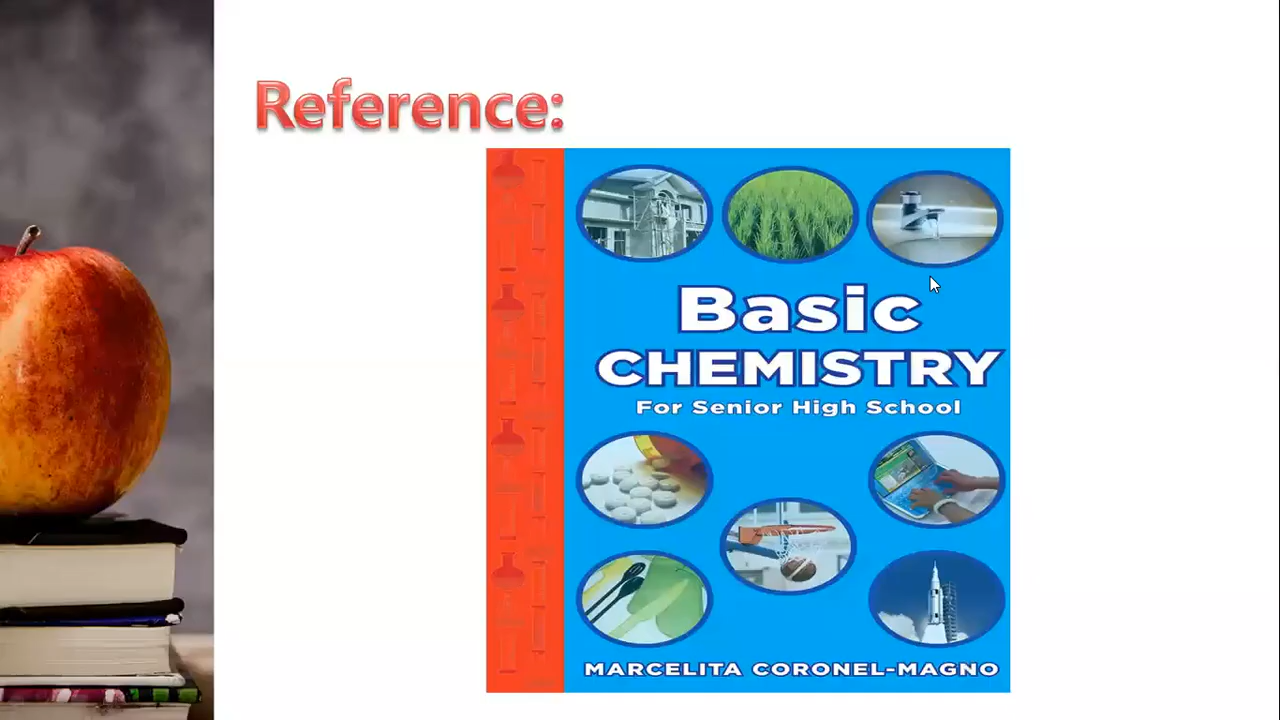 Reference:
Basic
CHEMISTRY
For Senior High School
MARCELITA CORONEL-MAGNO